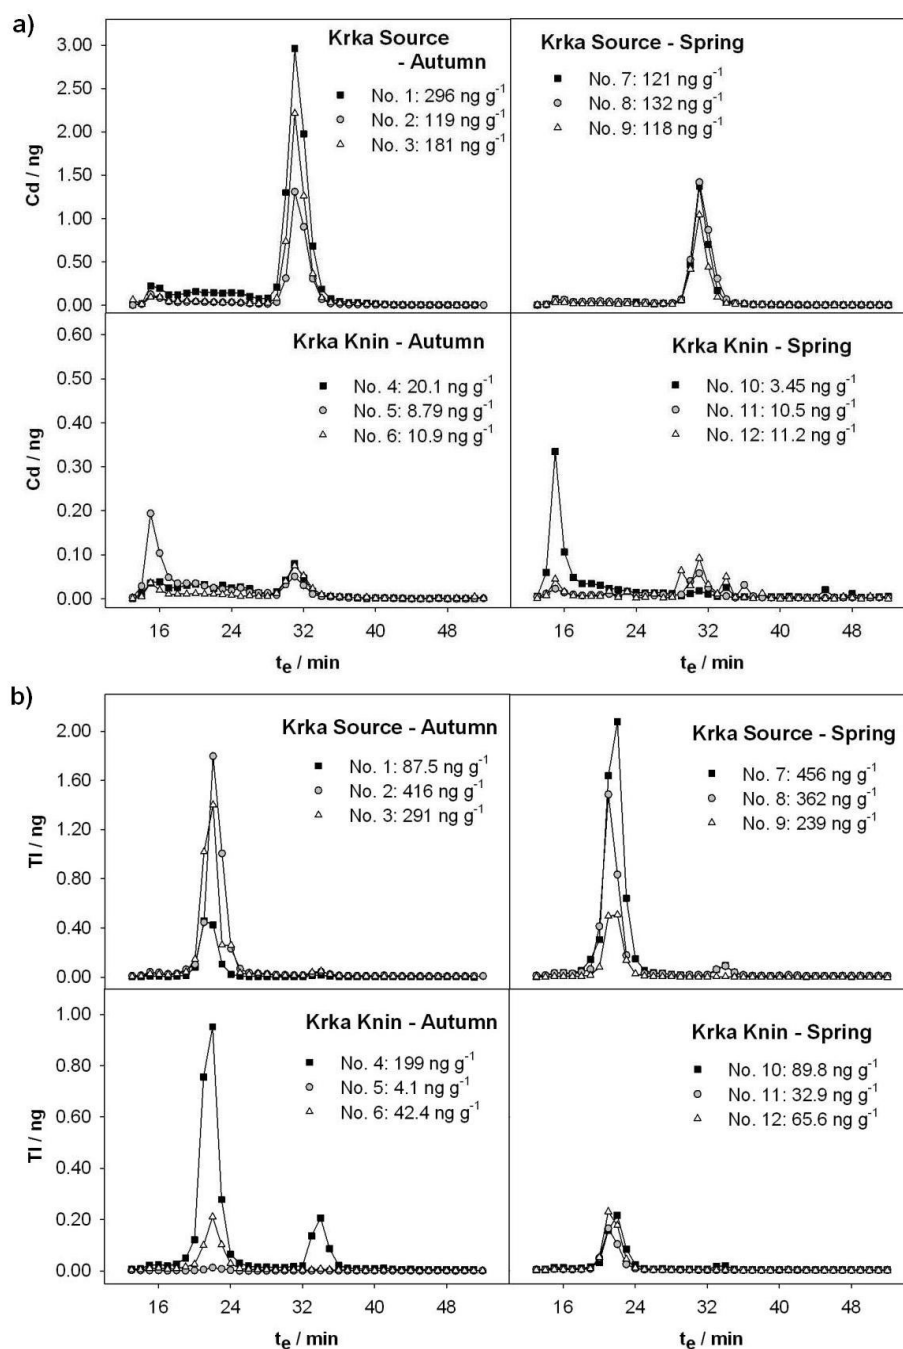 a)
Krka Source
- Autumn
No. 1: 296 ng g⁻¹
No. 2: 119 ng g⁻¹
No. 3: 181 ng g⁻¹
Krka Source - Spring
No. 7: 121 ng g⁻¹
No. 8: 132 ng g⁻¹
No. 9: 118 ng g⁻¹
Cd / ng
3.00
2.00
1.50
1.00
0.50
0.00
Krka Knin - Autumn
No. 4: 20.1 ng g⁻¹
No. 5: 8.79 ng g⁻¹
No. 6: 10.9 ng g⁻¹
Krka Knin - Spring
No. 10: 3.45 ng g⁻¹
No. 11: 10.5 ng g⁻¹
No. 12: 11.2 ng g⁻¹
Cd / ng
0.60
0.50
0.40
0.30
0.20
0.10
0.00
16 24 32 40 48
16 24 32 40 48
te / min
te / min
b)
Krka Source - Autumn
No. 1: 87.5 ng g⁻¹
No. 2: 416 ng g⁻¹
No. 3: 291 ng g⁻¹
Krka Source - Spring
No. 7: 456 ng g⁻¹
No. 8: 362 ng g⁻¹
No. 9: 239 ng g⁻¹
Tl / ng
2.00
1.60
1.20
0.80
0.40
0.00
Krka Knin - Autumn
No. 4: 199 ng g⁻¹
No. 5: 4.1 ng g⁻¹
No. 6: 42.4 ng g⁻¹
Krka Knin - Spring
No. 10: 89.8 ng g⁻¹
No. 11: 32.9 ng g⁻¹
No. 12: 65.6 ng g⁻¹
Tl / ng
1.00
0.80
0.60
0.40
0.20
0.00
16 24 32 40 48
16 24 32 40 48
te / min
te / min